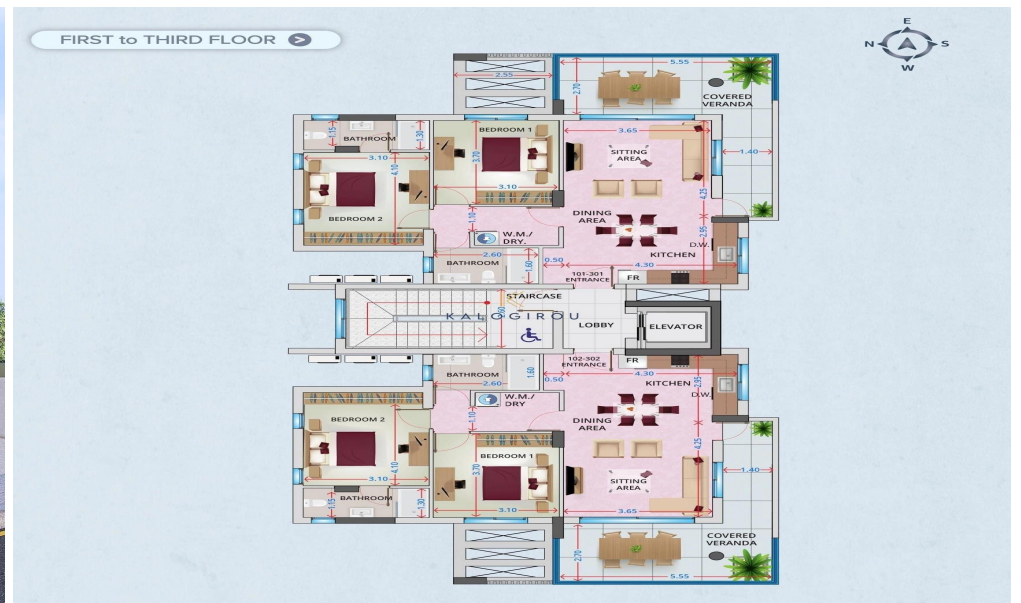 FIRST to THIRD FLOOR
E
N
S
W
2.55
5.55
2.70
COVERED
VERANDA
1.15
BATHROOM
1.30
BEDROOM 1
3.65
SITTING
AREA
1.40
3.10
4.10
3.70
3.10
4.25
BEDROOM 2
1.10
W.M./
DRY.
DINING
AREA
2.95
D.W.
KITCHEN
BATHROOM
2.60
1.60
0.50
101-301
ENTRANCE
FR
4.30
STAIRCASE
KALOGIROU
LOBBY
ELEVATOR
102-302
ENTRANCE
FR
BATHROOM
2.60
1.60
0.50
4.30
KITCHEN
2.95
D.W.
W.M./
DRY
1.10
DINING
AREA
BEDROOM 2
4.10
3.10
BEDROOM 1
3.70
3.10
4.25
SITTING
AREA
3.65
1.40
1.15
BATHROOM
1.30
COVERED
VERANDA
2.70
5.55